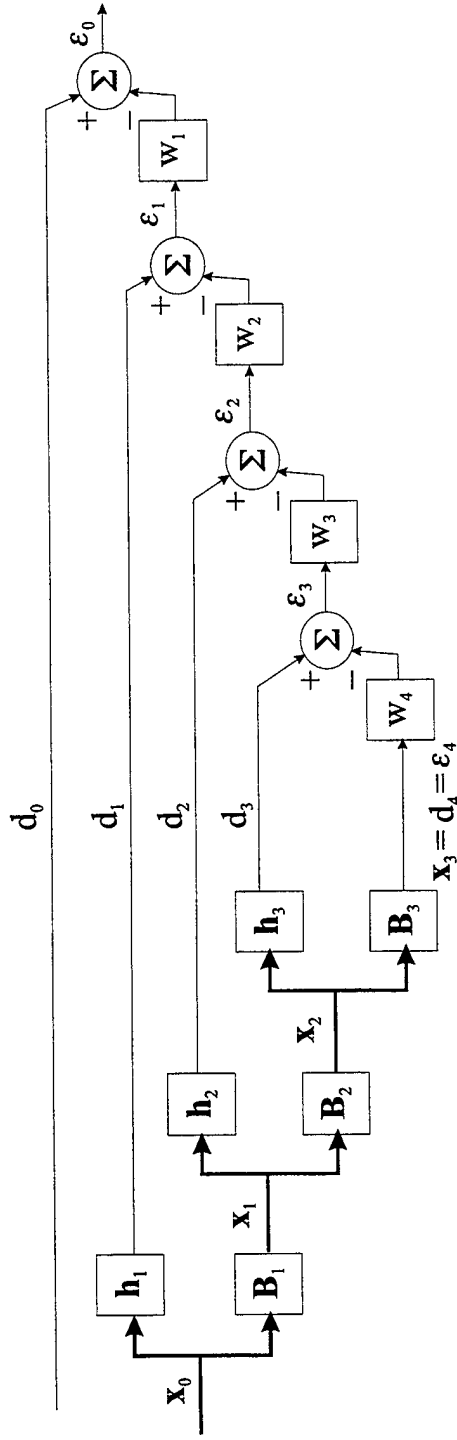 d₀
ε₀
Σ
+
−
w₁
d₁
ε₁
Σ
+
−
w₂
d₂
ε₂
Σ
+
−
w₃
d₃
ε₃
Σ
+
−
w₄
x₃ = d₄ = ε₄
h₁
x₀
B₁
h₂
x₁
B₂
h₃
x₂
B₃